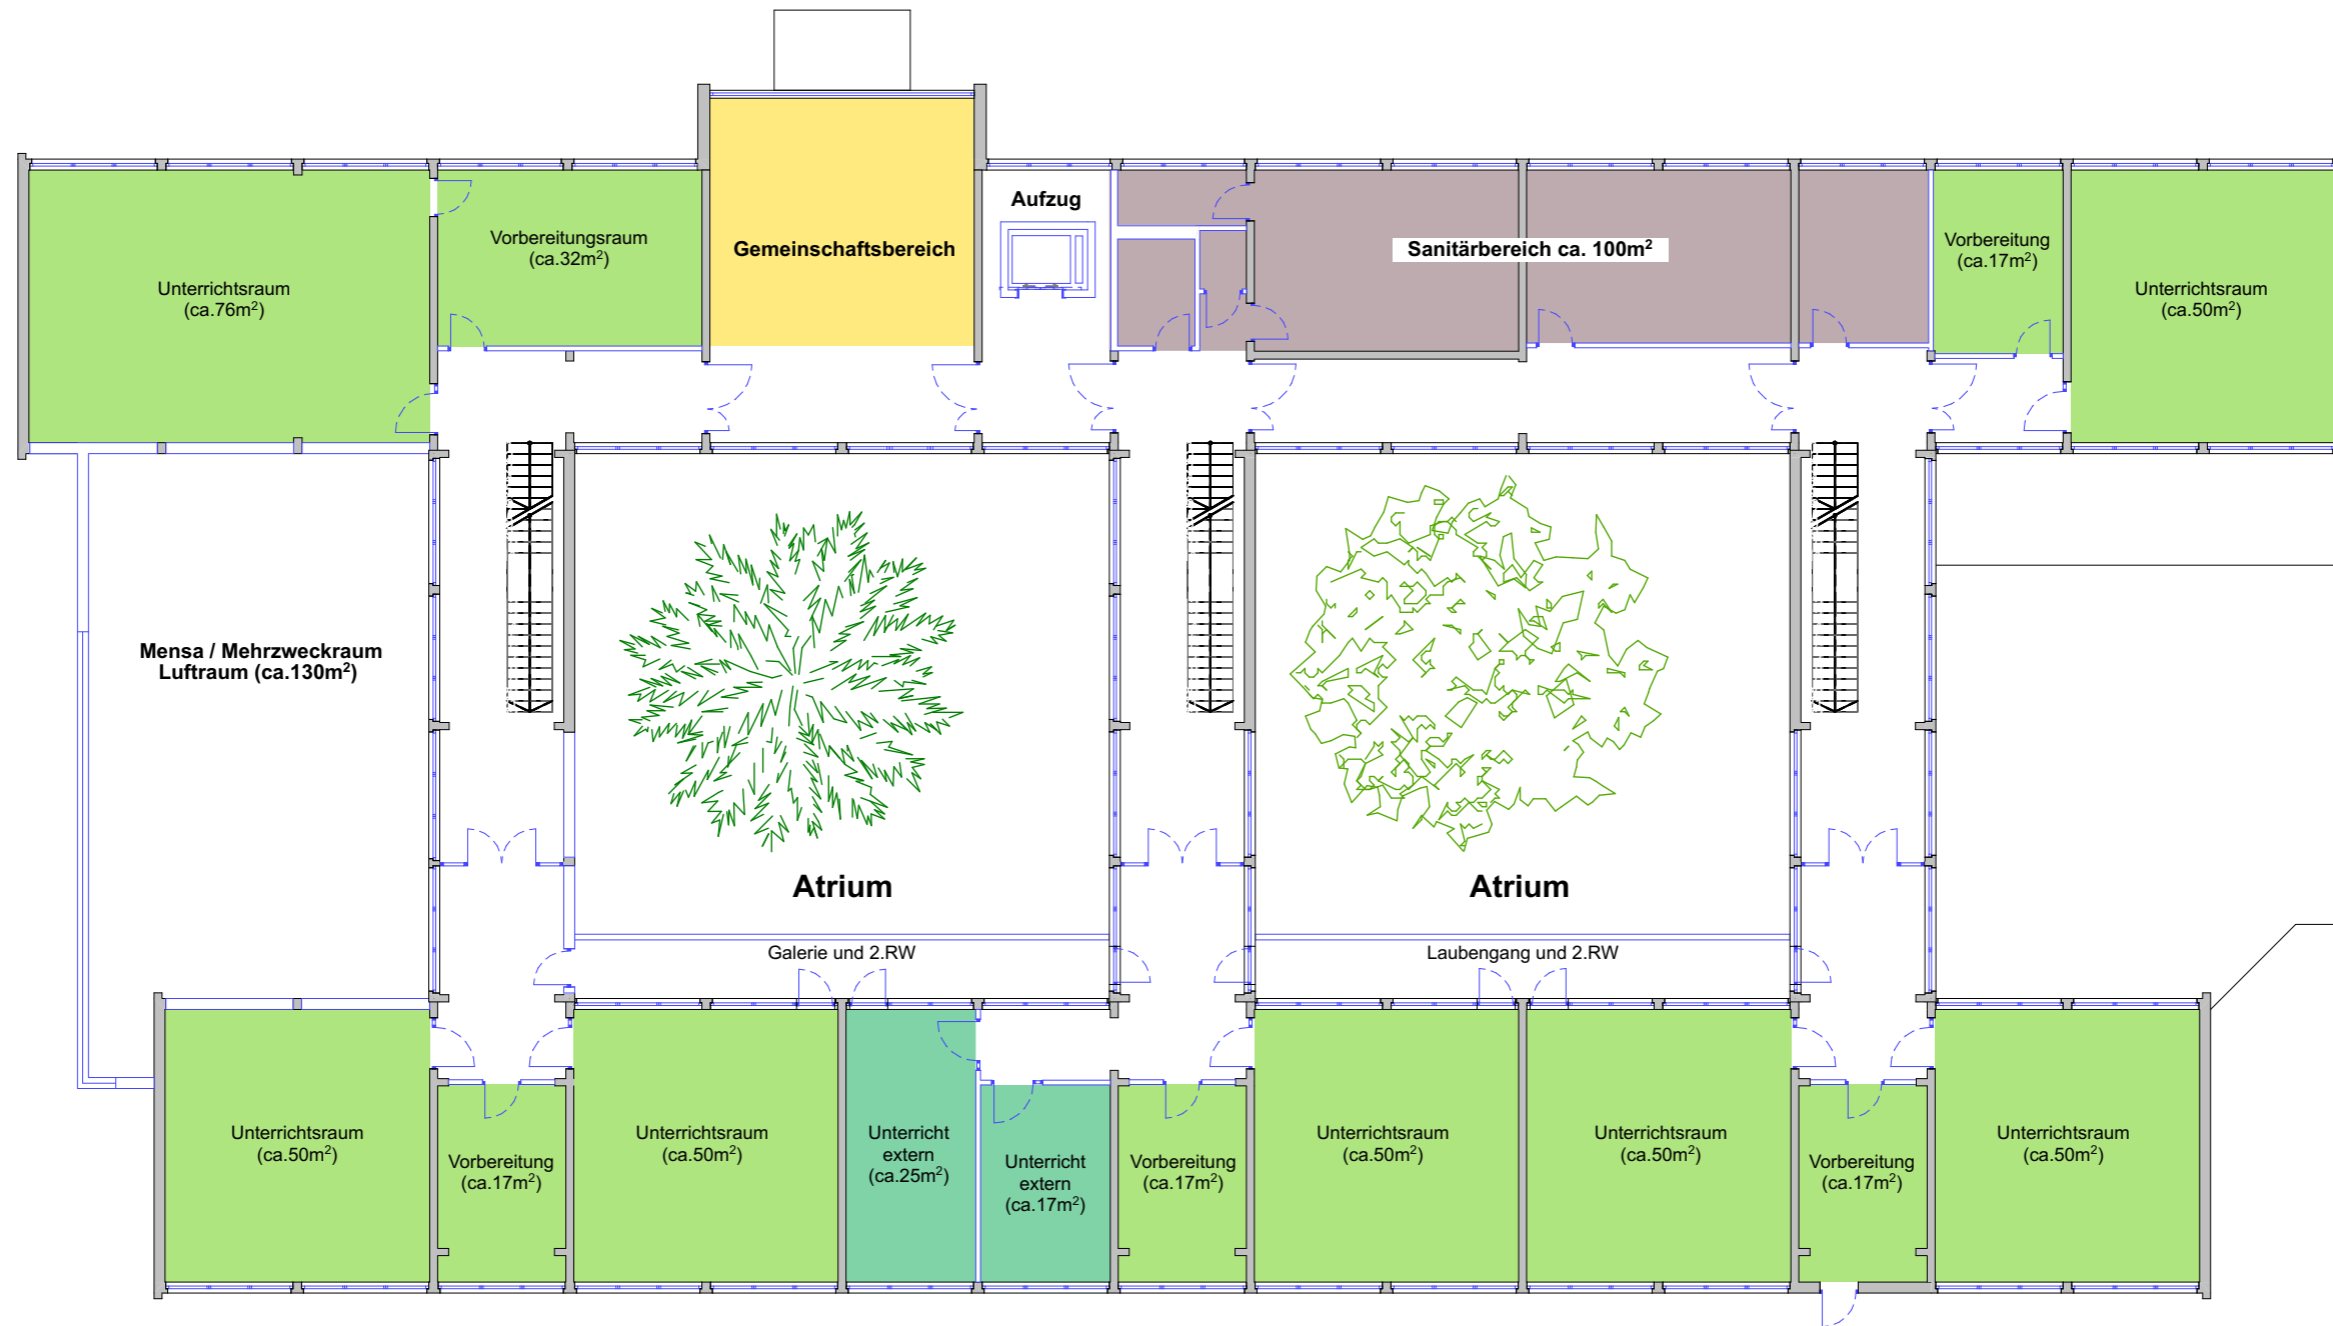 Aufzug
Vorbereitungsraum
(ca.32m²)
Gemeinschaftsbereich
Sanitärbereich ca. 100m²
Vorbereitung
(ca.17m²)
Unterrichtsraum
(ca.76m²)
Unterrichtsraum
(ca.50m²)
Mensa / Mehrzweckraum
Luftraum (ca.130m²)
Atrium
Atrium
Galerie und 2.RW
Laubengang und 2.RW
Unterrichtsraum
(ca.50m²)
Vorbereitung
(ca.17m²)
Unterrichtsraum
(ca.50m²)
Unterricht
extern
(ca.25m²)
Unterricht
extern
(ca.17m²)
Vorbereitung
(ca.17m²)
Unterrichtsraum
(ca.50m²)
Unterrichtsraum
(ca.50m²)
Vorbereitung
(ca.17m²)
Unterrichtsraum
(ca.50m²)